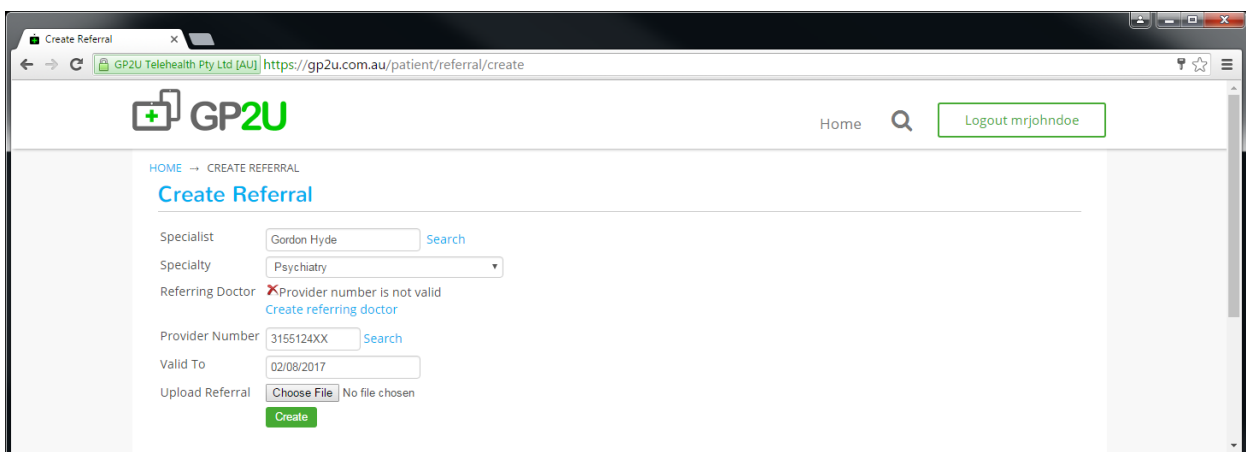 Create Referral
GP2U Telehealth Pty Ltd [AU] https://gp2u.com.au/patient/referral/create
GP2U
Home
Logout mrjohndoe
HOME → CREATE REFERRAL
Create Referral
Specialist Gordon Hyde Search
Specialty Psychiatry
Referring Doctor Provider number is not valid
Create referring doctor
Provider Number 3155124XX Search
Valid To 02/08/2017
Upload Referral Choose File No file chosen
Create